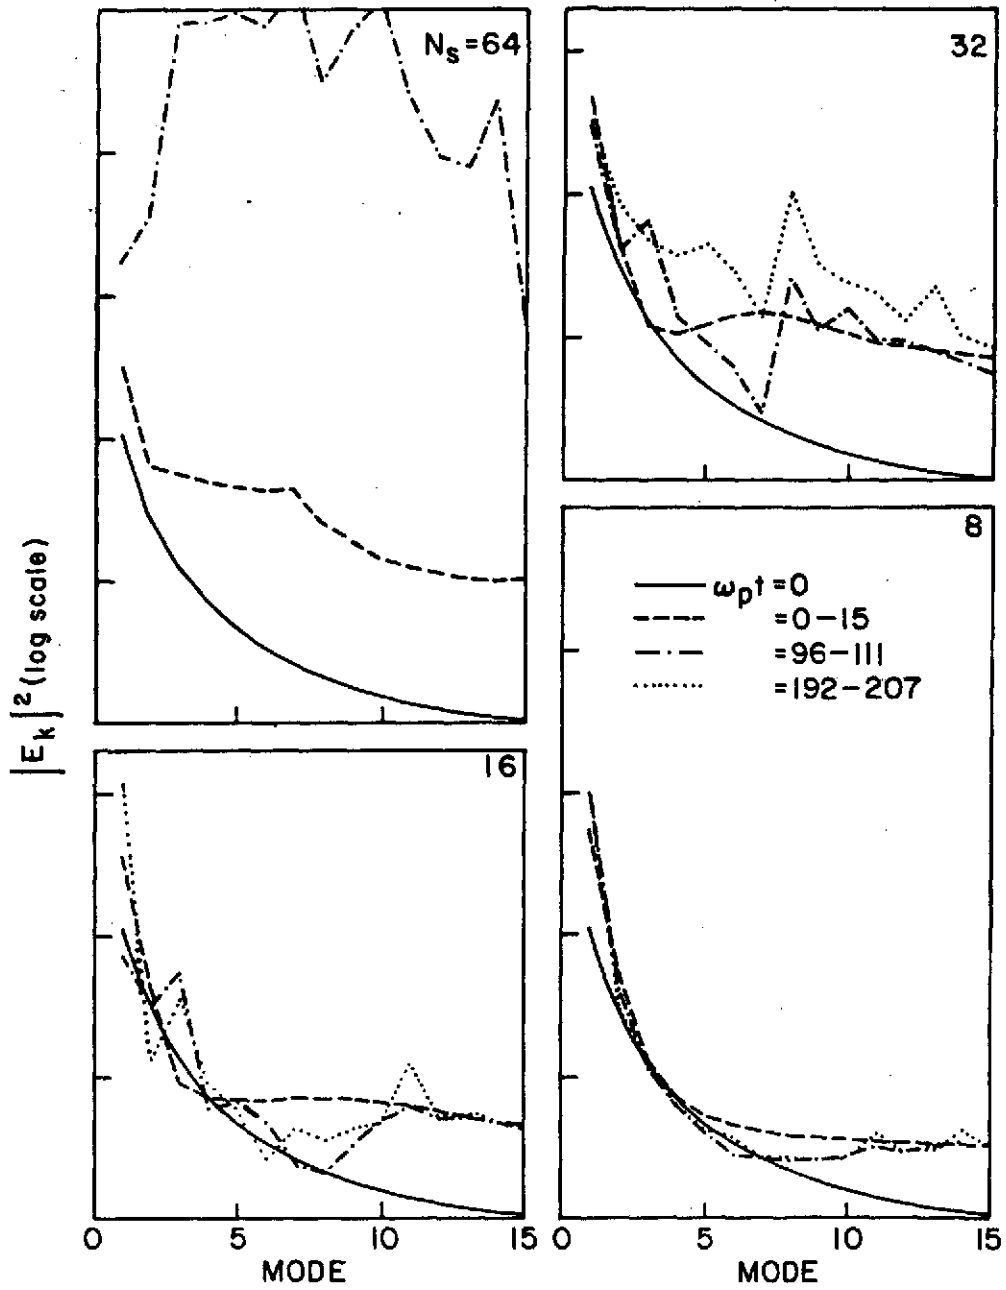 |E_k|² (log scale)
N_s=64
32
16
0 5 10 15
MODE
8
ω_pt=0
=0–15
=96–111
=192–207
0 5 10 15
MODE